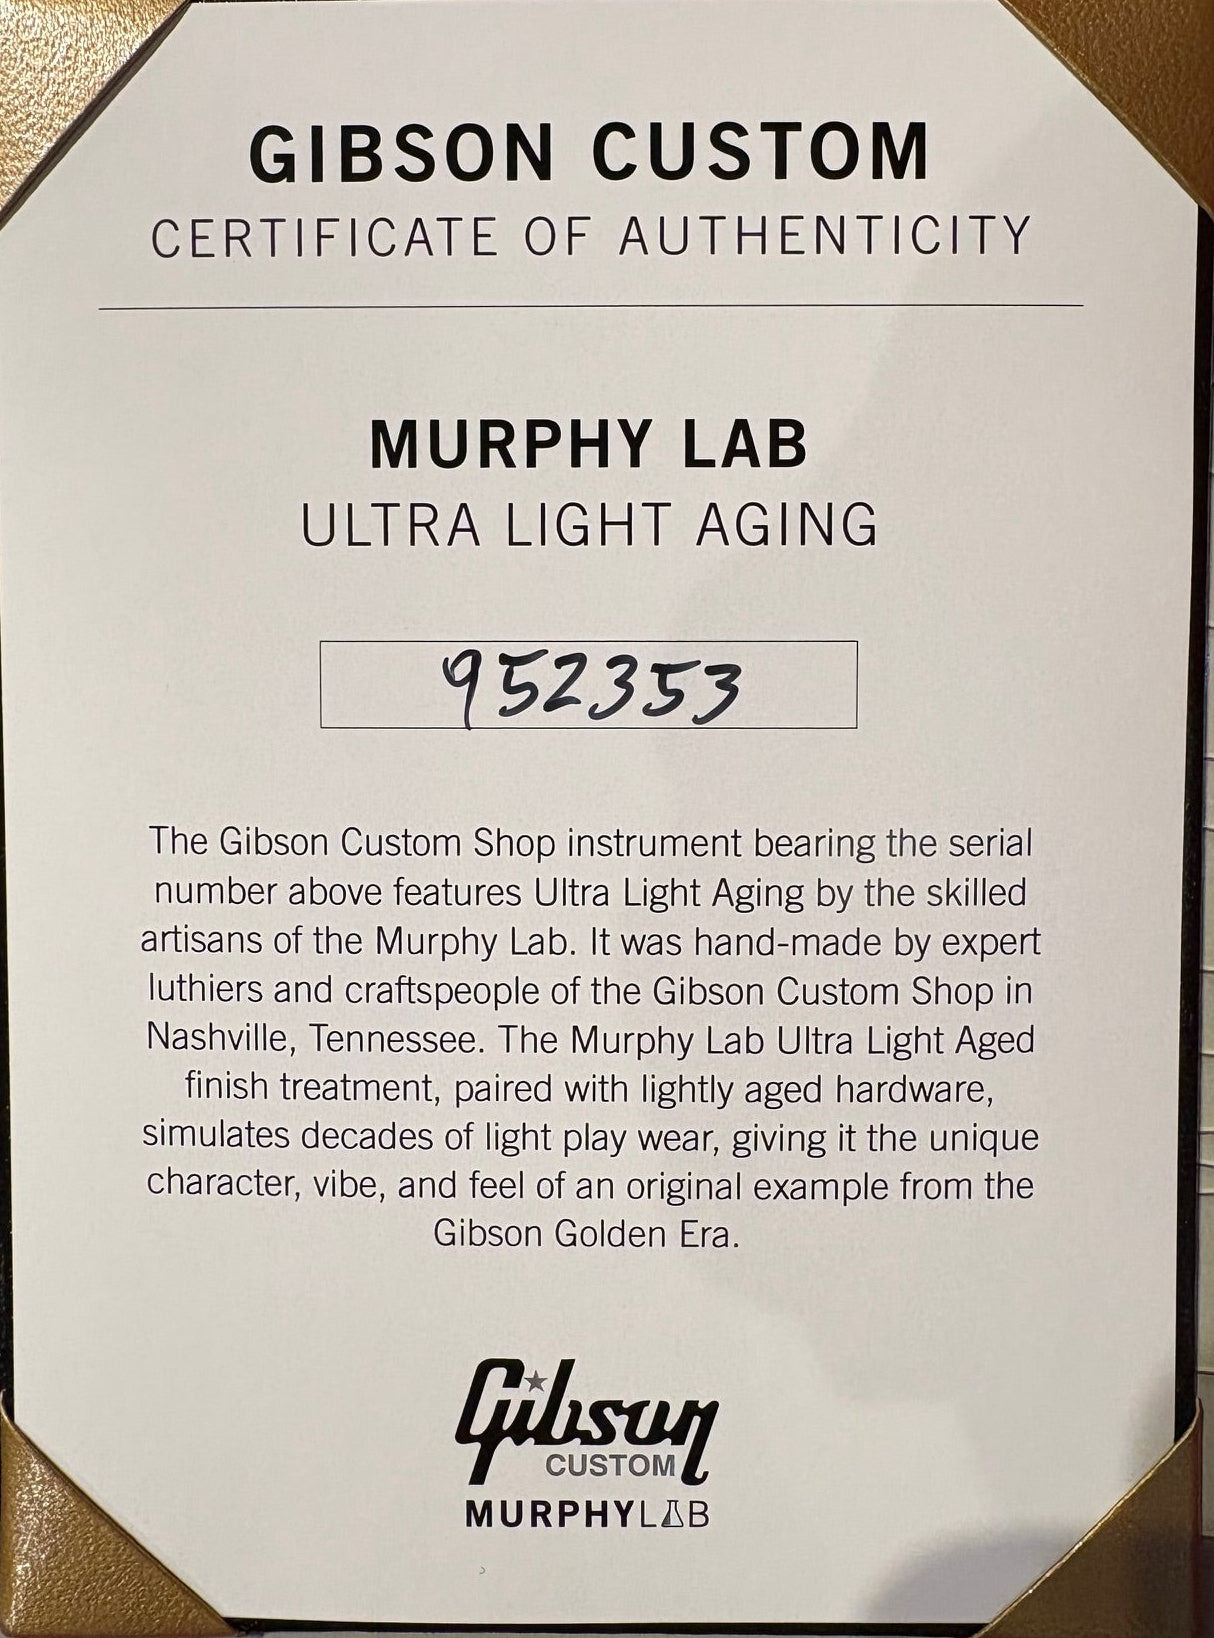 GIBSON CUSTOM
CERTIFICATE OF AUTHENTICITY
MURPHY LAB
ULTRA LIGHT AGING
952353
The Gibson Custom Shop instrument bearing the serial
number above features Ultra Light Aging by the skilled
artisans of the Murphy Lab. It was hand-made by expert
luthiers and craftspeople of the Gibson Custom Shop in
Nashville, Tennessee. The Murphy Lab Ultra Light Aged
finish treatment, paired with lightly aged hardware,
simulates decades of light play wear, giving it the unique
character, vibe, and feel of an original example from the
Gibson Golden Era.
Gibson
CUSTOM
MURPHYLAB